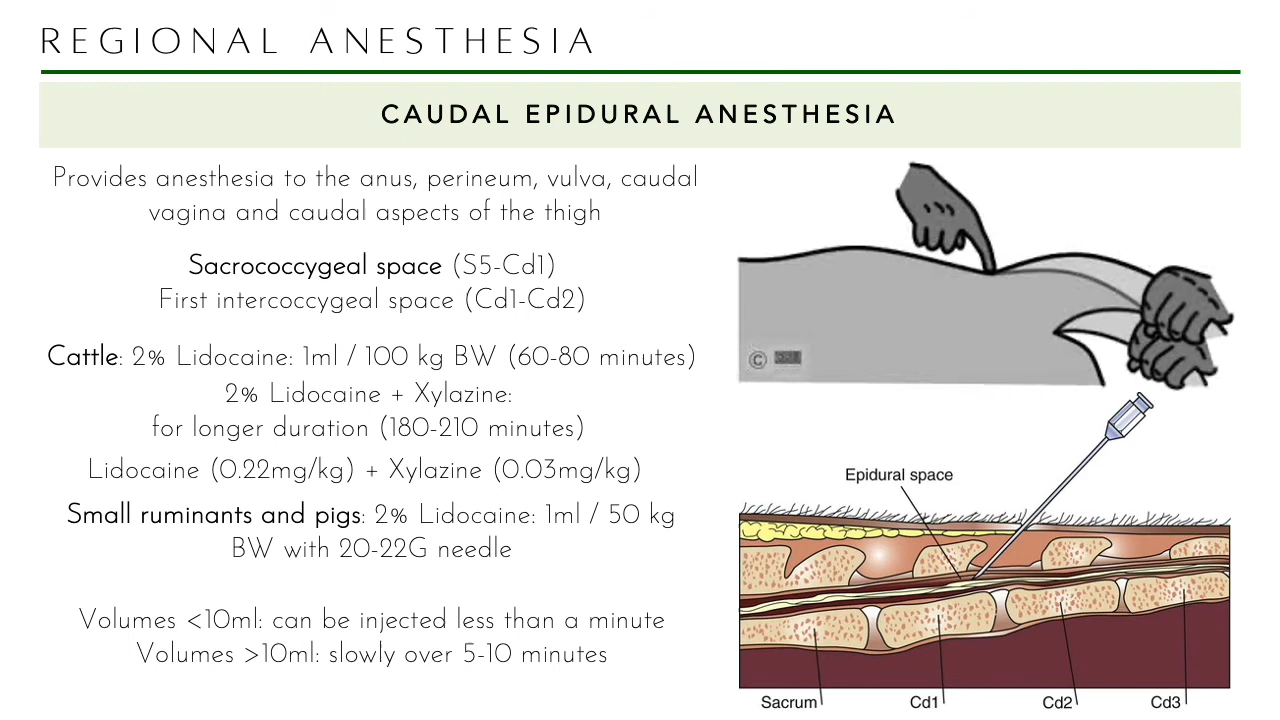 REGIONAL ANESTHESIA
CAUDAL EPIDURAL ANESTHESIA
Provides anesthesia to the anus, perineum, vulva, caudal
vagina and caudal aspects of the thigh
Sacrococcygeal space (S5-Cd1)
First intercoccygeal space (Cd1-Cd2)
Cattle: 2% Lidocaine: 1ml / 100 kg BW (60-80 minutes)
2% Lidocaine + Xylazine:
for longer duration (180-210 minutes)
Lidocaine (0.22mg/kg) + Xylazine (0.03mg/kg)
Small ruminants and pigs: 2% Lidocaine: 1ml / 50 kg
BW with 20-22G needle
Volumes <10ml: can be injected less than a minute
Volumes >10ml: slowly over 5-10 minutes
©
Epidural space
Sacrum
Cd1
Cd2
Cd3